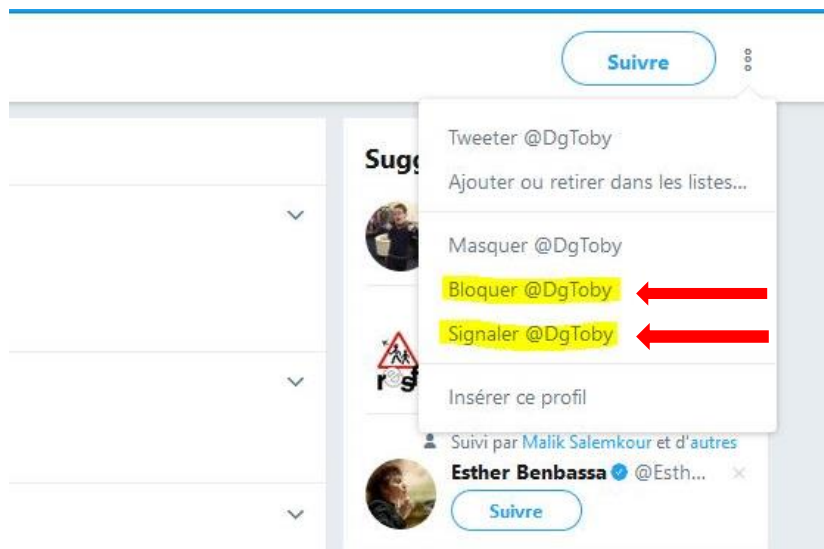 Suivre
Tweeter @DgToby
Sugg
Ajouter ou retirer dans les listes...
Masquer @DgToby
Bloquer @DgToby
Signaler @DgToby
Insérer ce profil
Suivi par Malik Salemkour et d'autres
Esther Benbassa @Esth...
Suivre